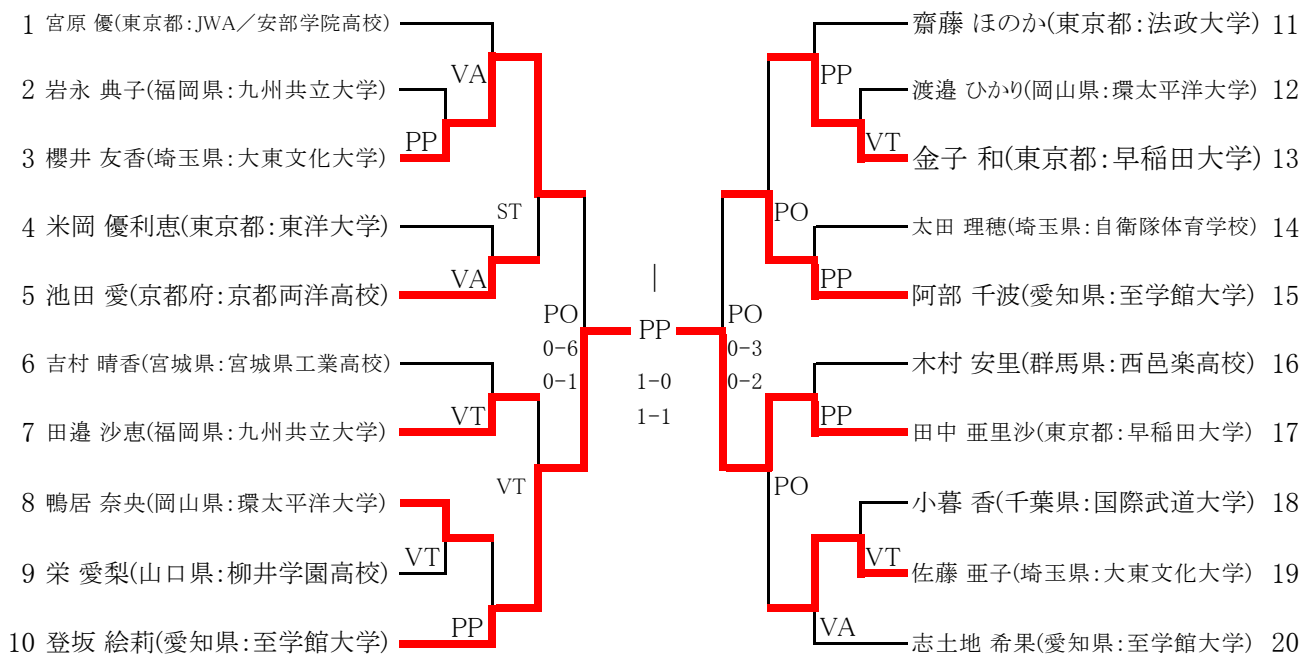 1 宮原 優(東京都:JWA/安部学院高校)
齋藤 ほのか(東京都:法政大学) 11
VA
PP
2 岩永 典子(福岡県:九州共立大学)
渡邉 ひかり(岡山県:環太平洋大学) 12
PP
VT
3 櫻井 友香(埼玉県:大東文化大学)
金子 和(東京都:早稲田大学) 13
ST
PO
4 米岡 優利恵(東京都:東洋大学)
太田 理穂(埼玉県:自衛隊体育学校) 14
VA
PP
5 池田 愛(京都府:京都両洋高校)
阿部 千波(愛知県:至学館大学) 15
|
PO
PP
PO
0-6
0-3
0-1
1-0
0-2
1-1
6 吉村 晴香(宮城県:宮城県工業高校)
木村 安里(群馬県:西邑楽高校) 16
VT
PP
7 田邉 沙恵(福岡県:九州共立大学)
田中 亜里沙(東京都:早稲田大学) 17
VT
PO
8 鴨居 奈央(岡山県:環太平洋大学)
小暮 香(千葉県:国際武道大学) 18
VT
VT
9 栄 愛梨(山口県:柳井学園高校)
佐藤 亜子(埼玉県:大東文化大学) 19
PP
VA
10 登坂 絵莉(愛知県:至学館大学)
志土地 希果(愛知県:至学館大学) 20